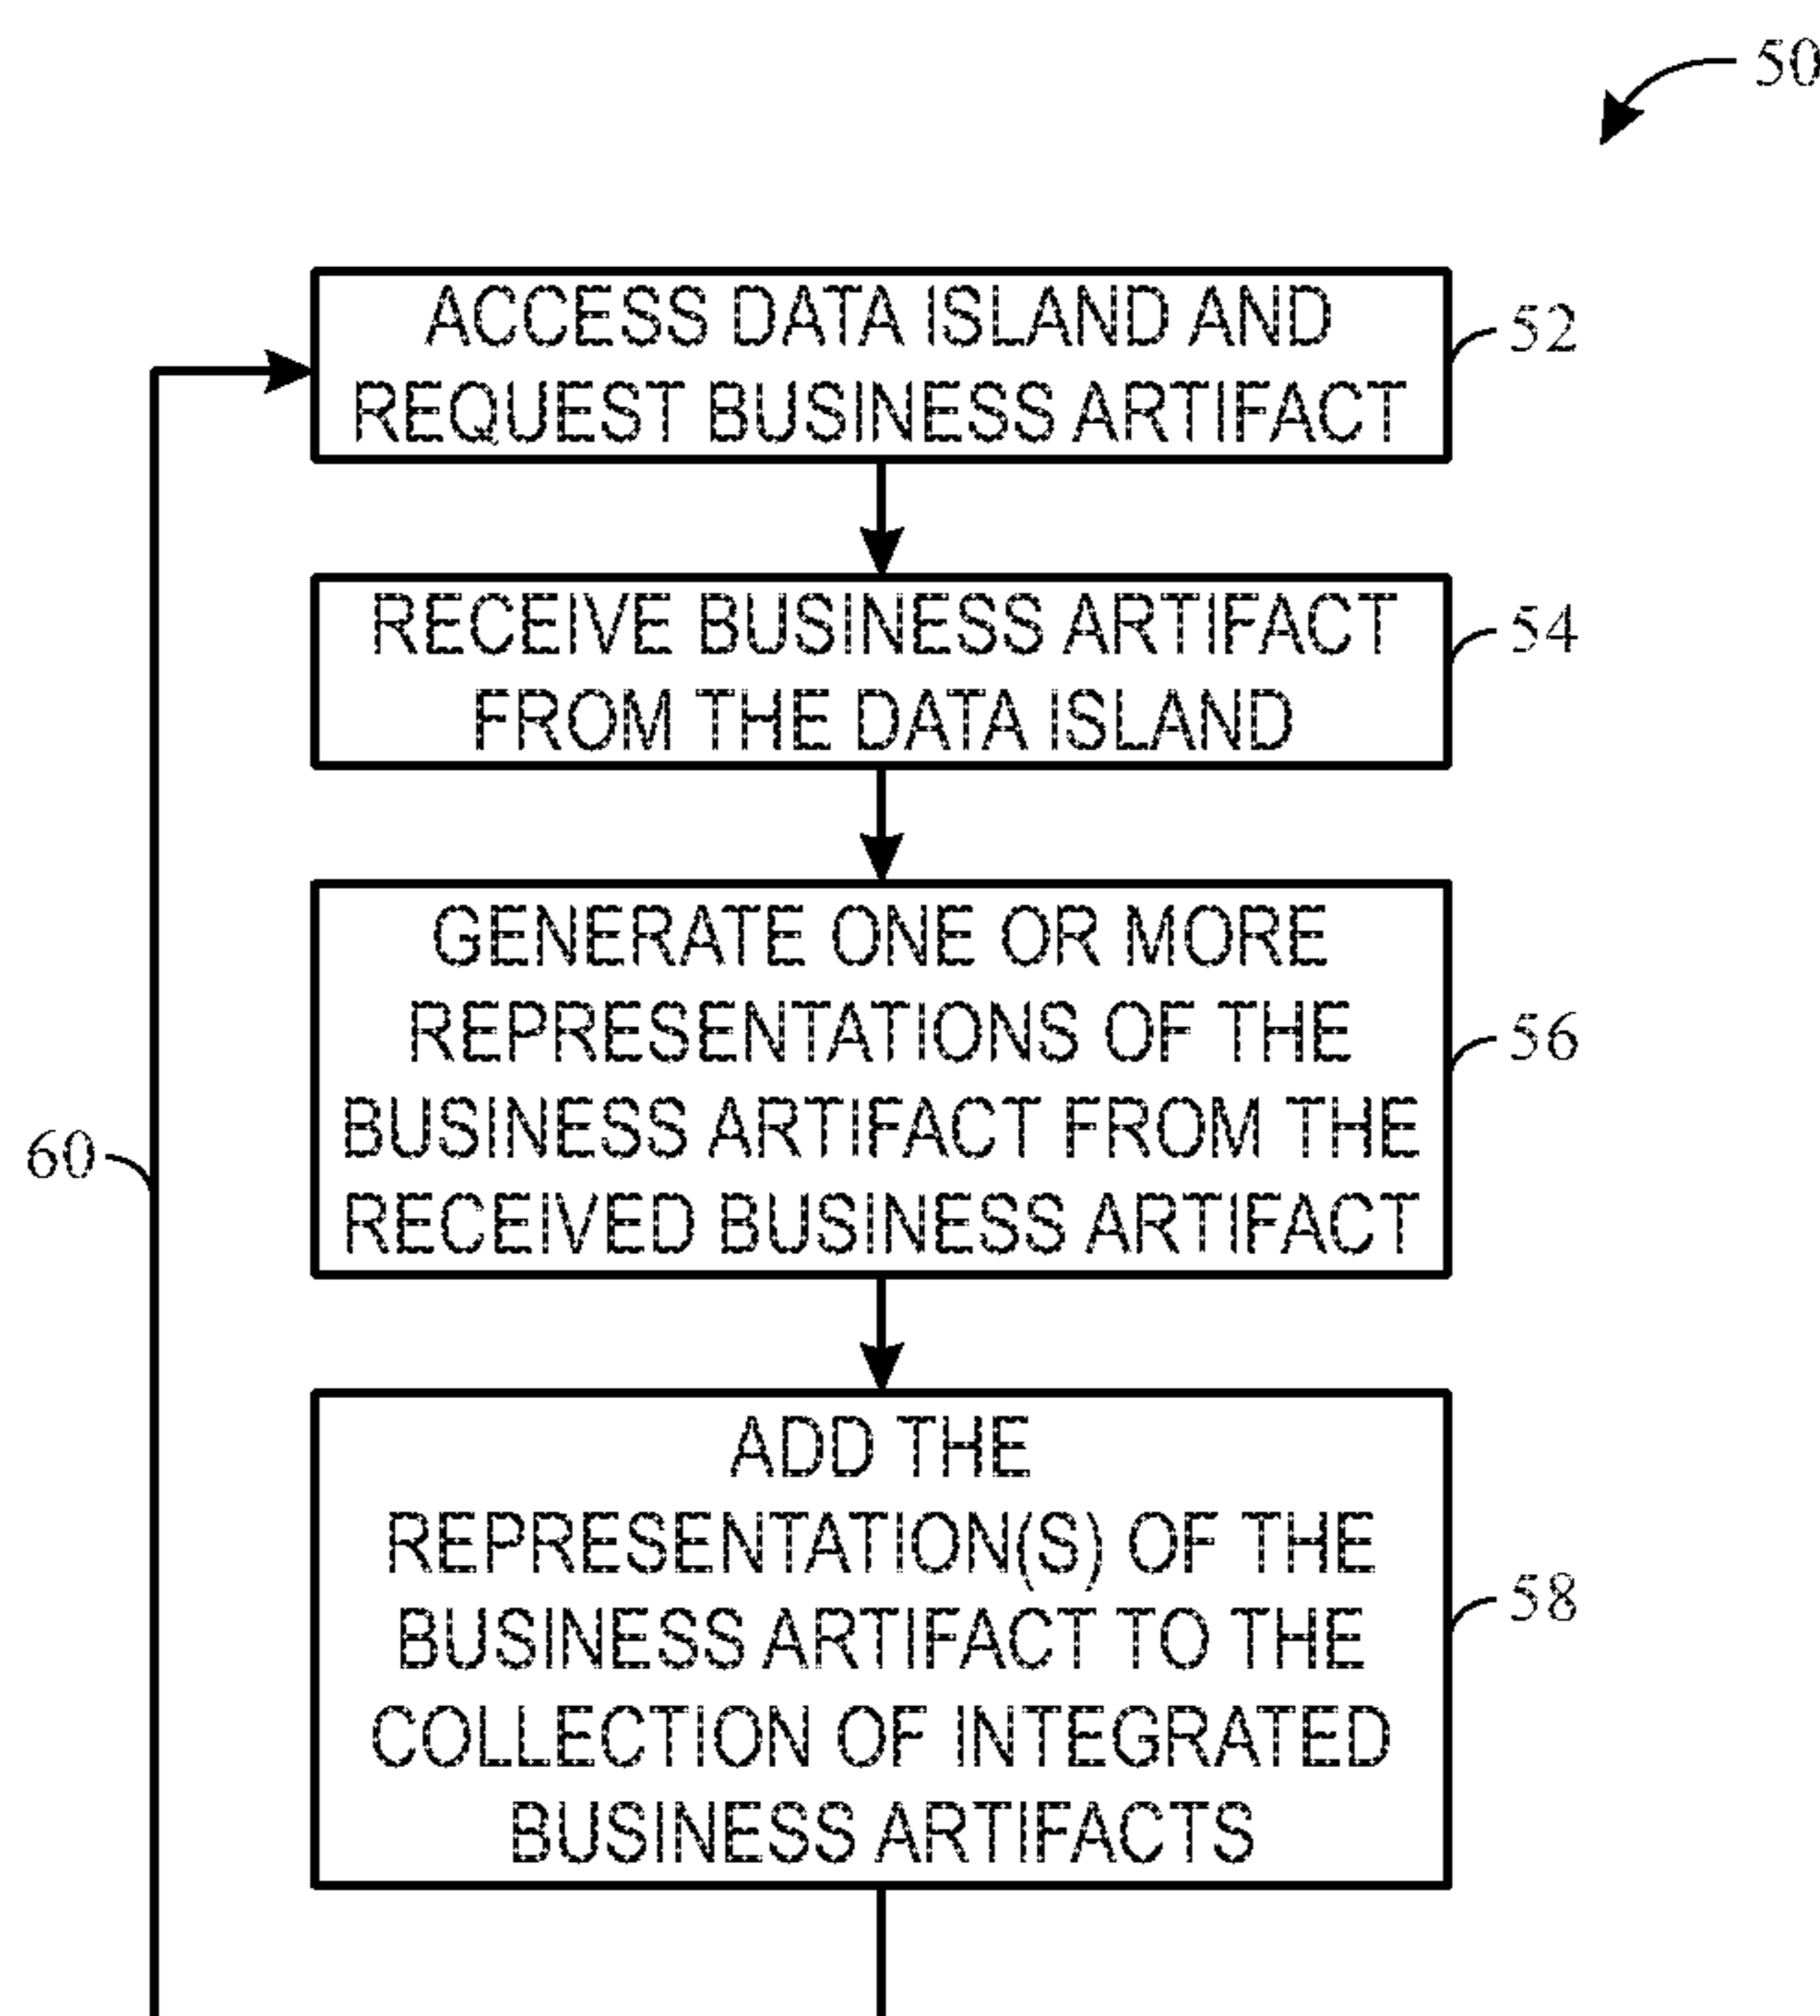 50
ACCESS DATA ISLAND AND
REQUEST BUSINESS ARTIFACT
52
RECEIVE BUSINESS ARTIFACT
FROM THE DATA ISLAND
54
GENERATE ONE OR MORE
REPRESENTATIONS OF THE
BUSINESS ARTIFACT FROM THE
RECEIVED BUSINESS ARTIFACT
56
60
ADD THE
REPRESENTATION(S) OF THE
BUSINESS ARTIFACT TO THE
COLLECTION OF INTEGRATED
BUSINESS ARTIFACTS
58